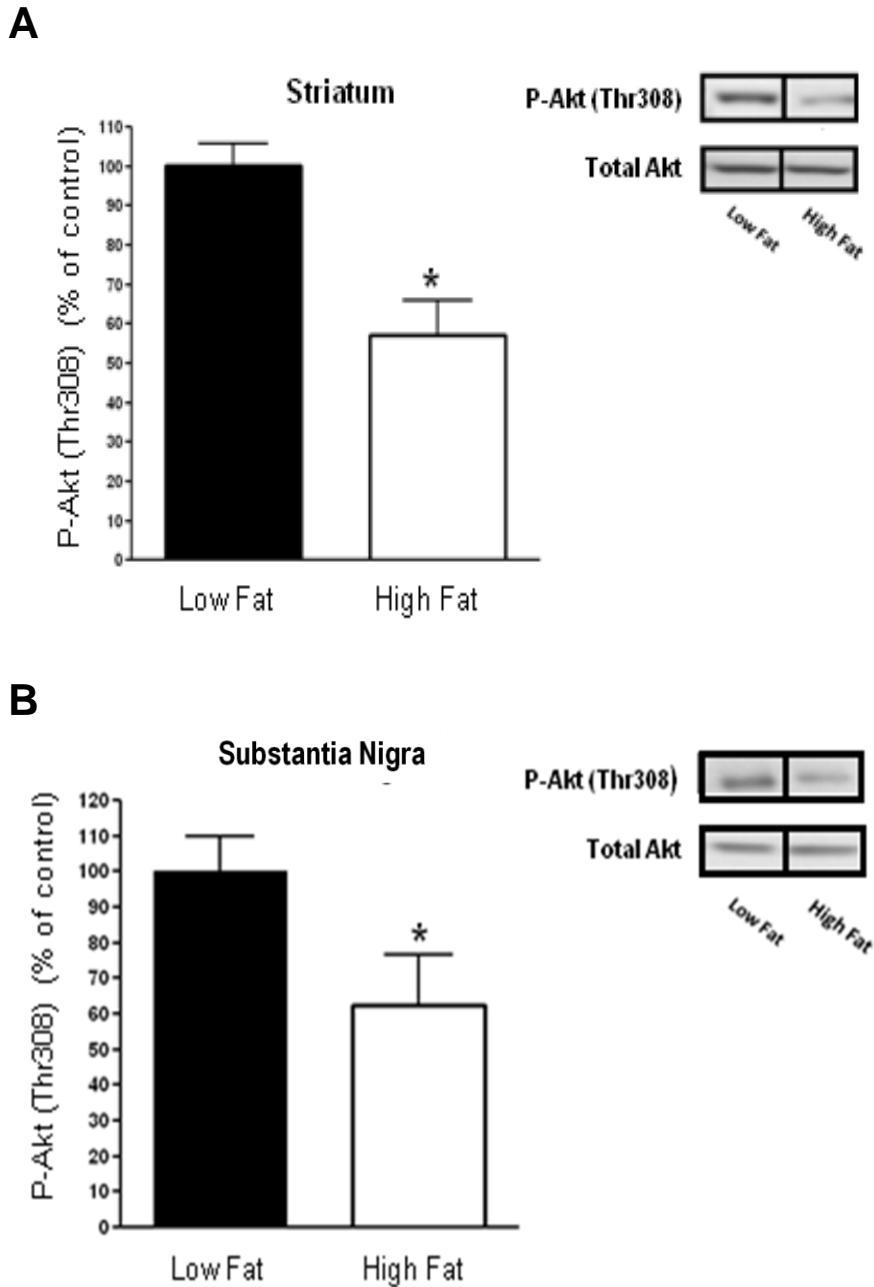 A
Striatum
P-Akt (Thr308) (% of control)
110
100
90
80
70
60
50
40
30
20
10
0
*
Low Fat
High Fat
P-Akt (Thr308)
Total Akt
Low Fat
High Fat
B
Substantia Nigra
P-Akt (Thr308) (% of control)
120
110
100
90
80
70
60
50
40
30
20
10
0
*
Low Fat
High Fat
P-Akt (Thr308)
Total Akt
Low Fat
High Fat